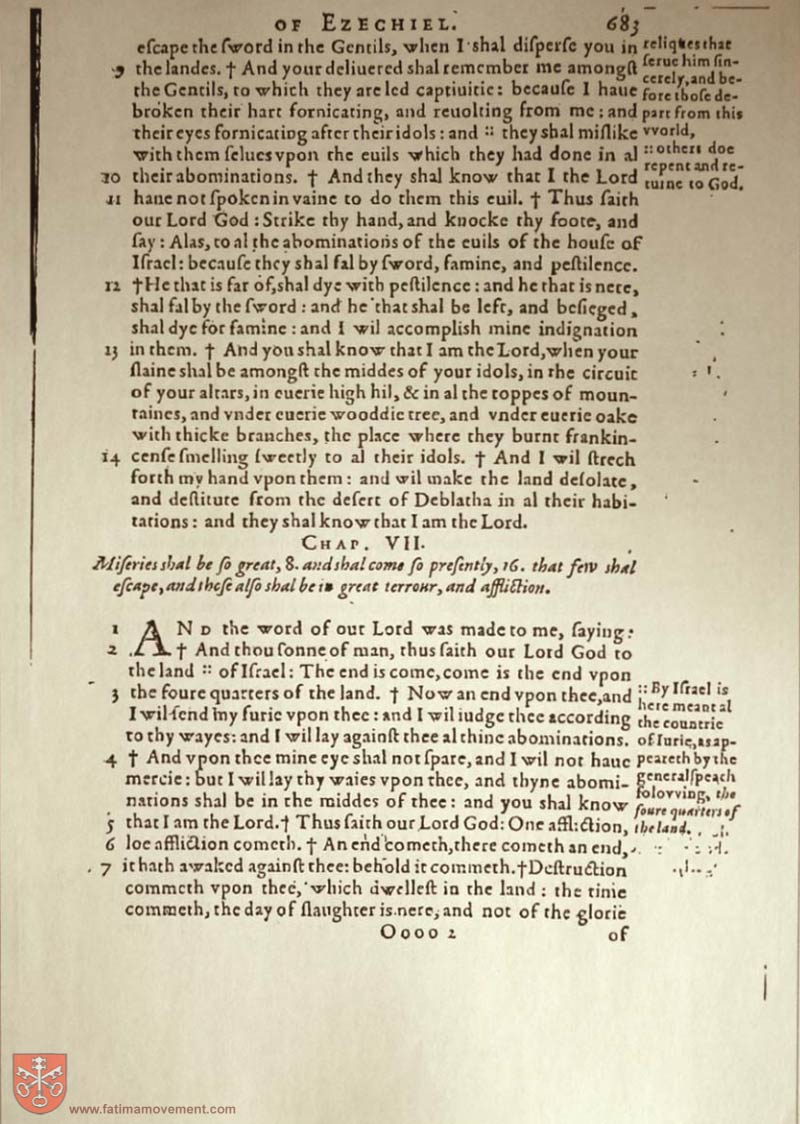 OF EZECHIEL. 683
eſcape the ſword in the Gentils, when I ſhal diſperſe you in
9 the landes. † And your deliuered ſhal remember me amongſt
the Gentils, to which they are led captiuitie: becauſe I haue
broken their hart fornicating, and reuolting from me; and
their eyes fornicating after their idols: and :: they ſhal miſlike
with them ſelues vpon the euils which they had done in al
10 their abominations. † And they ſhal know that I the Lord
11 haue not ſpoken in vaine to do them this euil. † Thus ſaith
our Lord God: Strike thy hand, and knocke thy foote, and
ſay: Alas, to al the abominations of the euils of the houſe of
Iſrael: becauſe they ſhal fal by ſword, famine, and peſtilence.
12 †He that is far of, ſhal dye with peſtilence: and he that is nere,
ſhal fal by the ſword: and he that ſhal be left, and beſieged,
ſhal dye for famine: and I wil accompliſh mine indignation
13 in them. † And you ſhal know that I am the Lord, when your
ſlaine ſhal be amongſt the middes of your idols, in the circuit
of your altars, in euerie high hil, & in al the toppes of moun-
taines, and vnder euerie wooddie tree, and vnder euerie oake
with thicke branches, the place where they burnt frankin-
14 cenſe ſmelling ſweetly to al their idols. † And I wil ſtrech
forth my hand vpon them: and wil make the land deſolate,
and deſtitute from the deſert of Deblatha in al their habi-
tations: and they ſhal know that I am the Lord.
reliques that
ſerue him ſin-
cerely, and be-
fore thoſe de-
part from this
vvorld,
:: others doe
repent and re-
turne to God.
CHAP. VII.
Miſeries ſhal be ſo great, 8. and ſhal come ſo preſently, 16. that few ſhal
eſcape, and theſe alſo ſhal be in great terrour, and affliction.
1 AND the word of our Lord was made to me, ſaying:
2 † And thou ſonne of man, thus ſaith our Lord God to
the land :: of Iſrael: The end is come, come is the end vpon
3 the foure quarters of the land. † Now an end vpon thee, and
I wil ſend my furie vpon thee: and I wil iudge thee according
to thy wayes: and I wil lay againſt thee al thine abominations.
4 † And vpon thee mine eye ſhal not ſpare, and I wil not haue
mercie: but I wil lay thy waies vpon thee, and thyne abomi-
nations ſhal be in the middes of thee: and you ſhal know
5 that I am the Lord. † Thus ſaith our Lord God: One affliction,
6 loe affliction cometh. † An end cometh, there cometh an end,
7 it hath awaked againſt thee: behold it commeth. †Deſtruction
commeth vpon thee, which dwelleſt in the land: the time
commeth, the day of ſlaughter is nere, and not of the glorie
:: By Iſrael is
here meant al
the countrie
of Iurie, as ap-
peareth by the
general ſpeach
folovving, the
foure quarters of
the land.
Oooo 2 of
www.fatimamovement.com